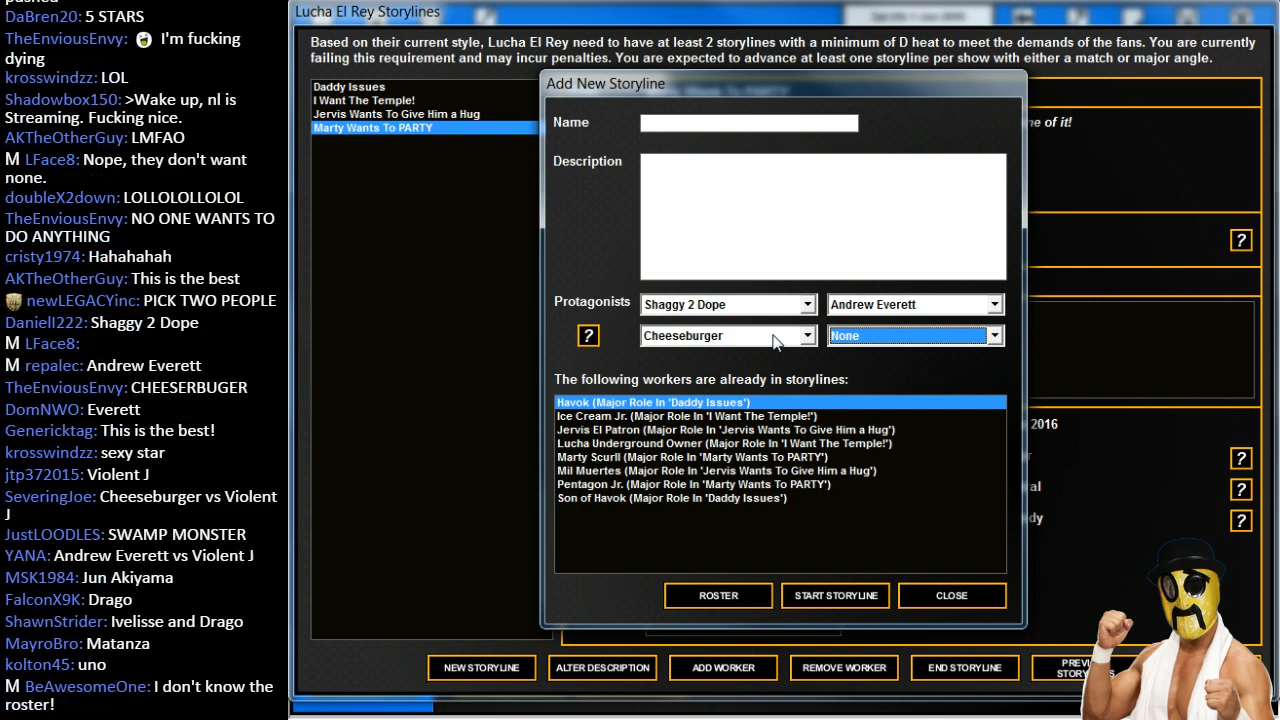 pushed
DaBren20: 5 STARS
TheEnviousEnvy: I'm fucking
dying
krosswindzz: LOL
Shadowbox150: >Wake up, nl is
Streaming. Fucking nice.
AKTheOtherGuy: LMFAO
M LFace8: Nope, they don't want
none.
doubleX2down: LOLLOLOLLOLOL
TheEnviousEnvy: NO ONE WANTS TO
DO ANYTHING
cristy1974: Hahahahah
AKTheOtherGuy: This is the best
newLEGACYinc: PICK TWO PEOPLE
DanielI222: Shaggy 2 Dope
M LFace8:
M repalec: Andrew Everett
TheEnviousEnvy: CHEESERBUGER
DomNWO: Everett
Genericktag: This is the best!
krosswindzz: sexy star
jtp372015: Violent J
SeveringJoe: Cheeseburger vs Violent
J
JustLOODLES: SWAMP MONSTER
YANA: Andrew Everett vs Violent J
MSK1984: Jun Akiyama
FalconX9K: Drago
ShawnStrider: Ivelisse and Drago
MayroBro: Matanza
kolton45: uno
M BeAwesomeOne: I don't know the
roster!
Lucha El Rey Storylines
Based on their current style, Lucha El Rey need to have at least 2 storylines with a minimum of D heat to meet the demands of the fans. You are currently
failing this requirement and may incur penalties. You are expected to advance at least one storyline per show with either a match or major angle.
Daddy Issues
I Want The Temple!
Jervis Wants To Give Him a Hug
Marty Wants To PARTY
Add New Storyline
Name
Description
Protagonists
Shaggy 2 Dope
Andrew Everett
?
Cheeseburger
None
The following workers are already in storylines:
Havok (Major Role In 'Daddy Issues')
Ice Cream Jr. (Major Role In 'I Want The Temple!')
Jervis El Patron (Major Role In 'Jervis Wants To Give Him a Hug')
Lucha Underground Owner (Major Role In 'I Want The Temple!')
Marty Scurll (Major Role In 'Marty Wants To PARTY')
Mil Muertes (Major Role In 'Jervis Wants To Give Him a Hug')
Pentagon Jr. (Major Role In 'Marty Wants To PARTY')
Son of Havok (Major Role In 'Daddy Issues')
ROSTER
START STORYLINE
CLOSE
of it!
?
2016
?
?
?
NEW STORYLINE
ALTER DESCRIPTION
ADD WORKER
REMOVE WORKER
END STORYLINE